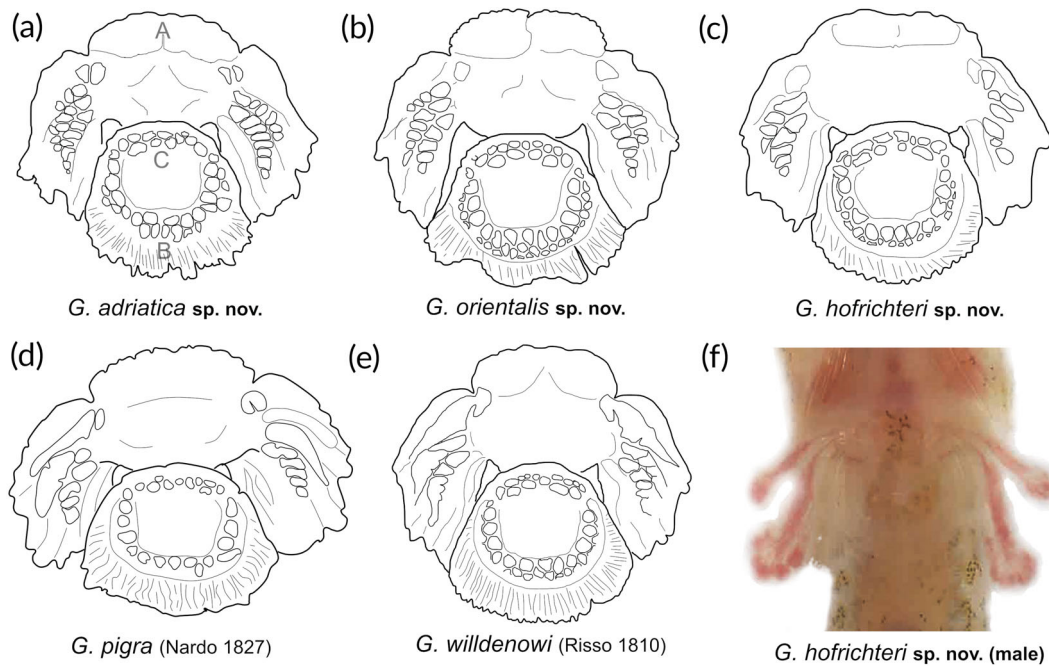 (a)
A
C
B
G. adriatica sp. nov.
(b)
G. orientalis sp. nov.
(c)
G. hofrichteri sp. nov.
(d)
G. pigra (Nardo 1827)
(e)
G. willdenowi (Risso 1810)
(f)
G. hofrichteri sp. nov. (male)